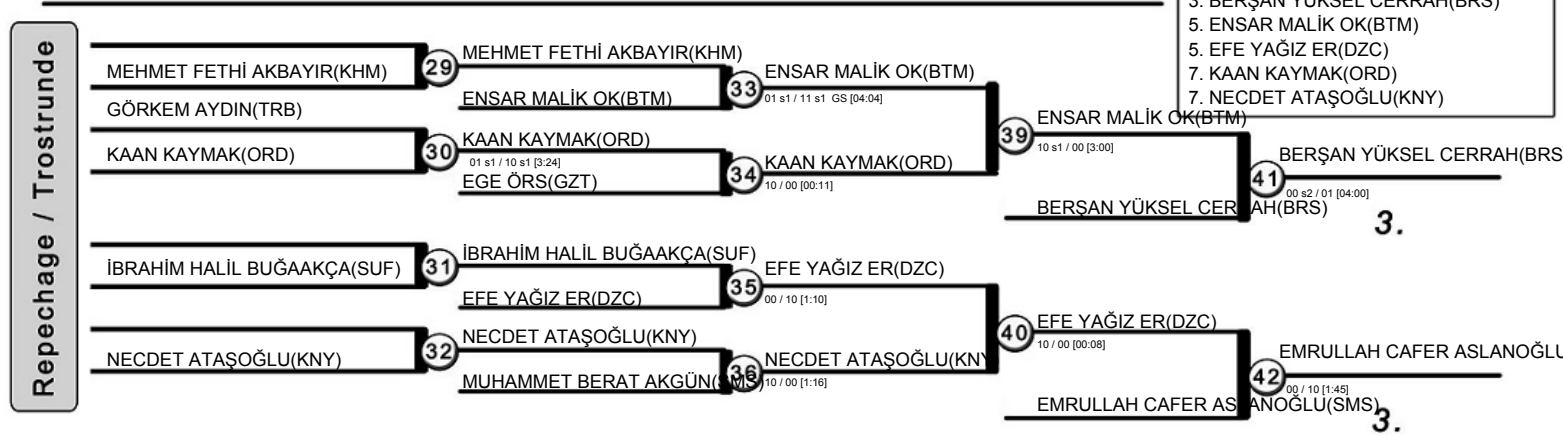 3. BERŞAN YÜKSEL CERRAH(BRS)
5. ENSAR MALİK OK(BTM)
5. EFE YAĞIZ ER(DZC)
7. KAAN KAYMAK(ORD)
7. NECDET ATAŞOĞLU(KNY)
Repechage / Trostrunde
MEHMET FETHİ AKBAYIR(KHM)
29
MEHMET FETHİ AKBAYIR(KHM)
ENSAR MALİK OK(BTM)
33
ENSAR MALİK OK(BTM)
01 s1 / 11 s1 GS [04:04]
GÖRKEM AYDIN(TRB)
KAAN KAYMAK(ORD)
30
KAAN KAYMAK(ORD)
01 s1 / 10 s1 [3:24]
EGE ÖRS(GZT)
34
KAAN KAYMAK(ORD)
10 / 00 [00:11]
39
ENSAR MALİK OK(BTM)
10 s1 / 00 [3:00]
BERŞAN YÜKSEL CERRAH(BRS)
41
BERŞAN YÜKSEL CERRAH(BRS
00 s2 / 01 [04:00]
3.
İBRAHİM HALİL BUĞAAKÇA(SUF)
31
İBRAHİM HALİL BUĞAAKÇA(SUF)
EFE YAĞIZ ER(DZC)
35
EFE YAĞIZ ER(DZC)
00 / 10 [1:10]
NECDET ATAŞOĞLU(KNY)
32
NECDET ATAŞOĞLU(KNY)
MUHAMMET BERAT AKGÜN(SMS)
36
NECDET ATAŞOĞLU(KNY
10 / 00 [1:16]
40
EFE YAĞIZ ER(DZC)
10 / 00 [00:08]
EMRULLAH CAFER ASLANOĞLU(SMS)
42
EMRULLAH CAFER ASLANOĞLU
00 / 10 [1:45]
3.